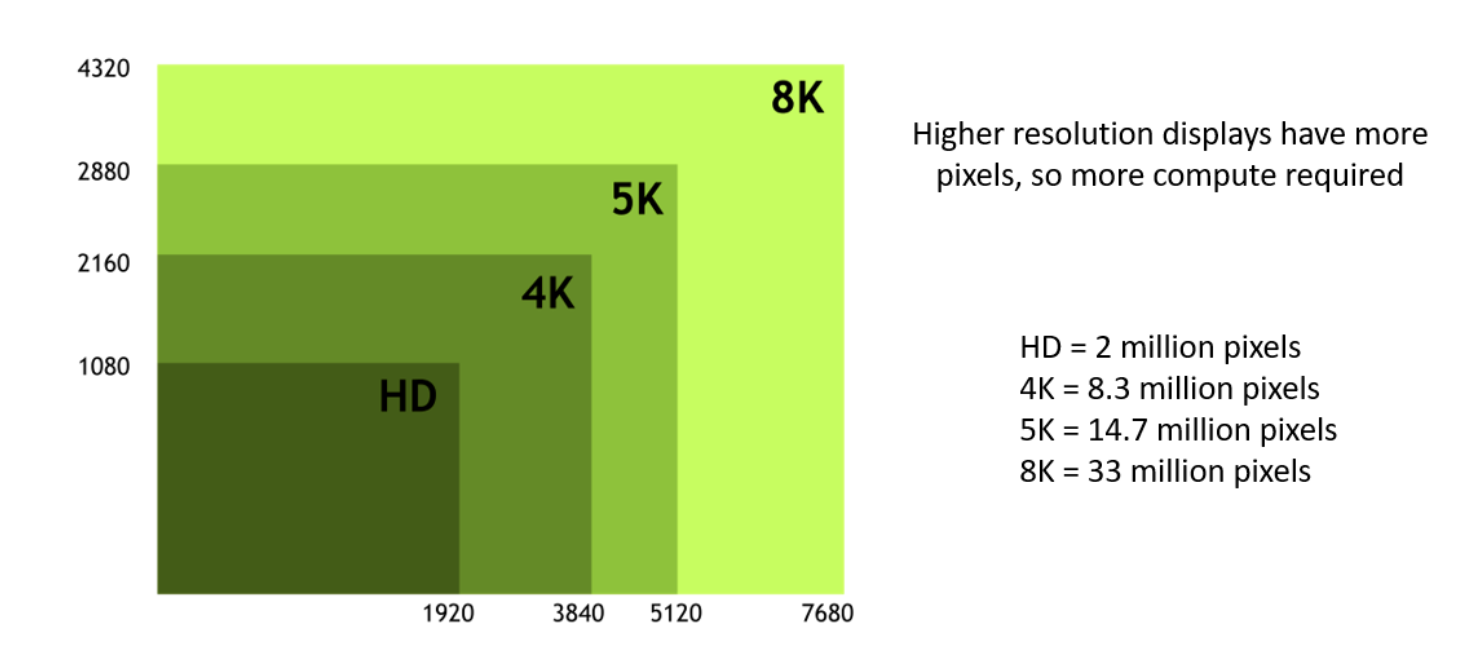 4320
8K
Higher resolution displays have more
pixels, so more compute required
2880
5K
2160
4K
HD = 2 million pixels
4K = 8.3 million pixels
5K = 14.7 million pixels
8K = 33 million pixels
1080
HD
1920
3840
5120
7680